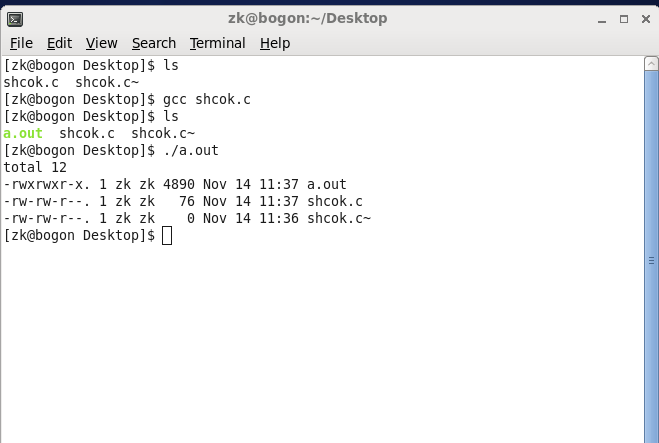 zk@bogon:~/Desktop
File Edit View Search Terminal Help
[zk@bogon Desktop]$ ls
shcok.c  shcok.c~
[zk@bogon Desktop]$ gcc shcok.c
[zk@bogon Desktop]$ ls
a.out  shcok.c  shcok.c~
[zk@bogon Desktop]$ ./a.out
total 12
-rwxrwxr-x. 1 zk zk 4890 Nov 14 11:37 a.out
-rw-rw-r--. 1 zk zk   76 Nov 14 11:37 shcok.c
-rw-rw-r--. 1 zk zk    0 Nov 14 11:36 shcok.c~
[zk@bogon Desktop]$